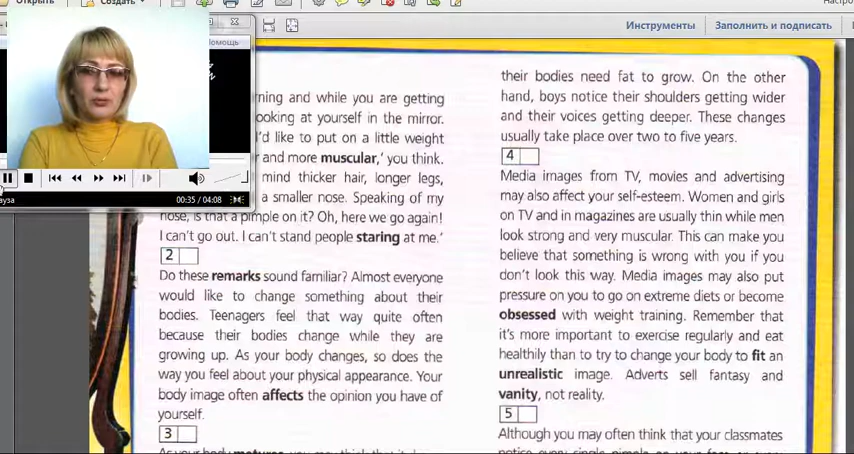 Открыть
Создать
Инструменты
Заполнить и подписать
Помощь
00:35 / 04:08
ауза
rning and while you are getting
ooking at yourself in the mirror.
I'd like to put on a little weight
r and more muscular,' you think.
mind thicker hair, longer legs,
a smaller nose. Speaking of my
nose, is that a pimple on it? Oh, here we go again!
I can't go out. I can't stand people staring at me.'
2
Do these remarks sound familiar? Almost everyone
would like to change something about their
bodies. Teenagers feel that way quite often
because their bodies change while they are
growing up. As your body changes, so does the
way you feel about your physical appearance. Your
body image often affects the opinion you have of
yourself.
3
their bodies need fat to grow. On the other
hand, boys notice their shoulders getting wider
and their voices getting deeper. These changes
usually take place over two to five years.
4
Media images from TV, movies and advertising
may also affect your self-esteem. Women and girls
on TV and in magazines are usually thin while men
look strong and very muscular. This can make you
believe that something is wrong with you if you
don't look this way. Media images may also put
pressure on you to go on extreme diets or become
obsessed with weight training. Remember that
it's more important to exercise regularly and eat
healthily than to try to change your body to fit an
unrealistic image. Adverts sell fantasy and
vanity, not reality.
5
Although you may often think that your classmates
notice every single pimple on your face or every